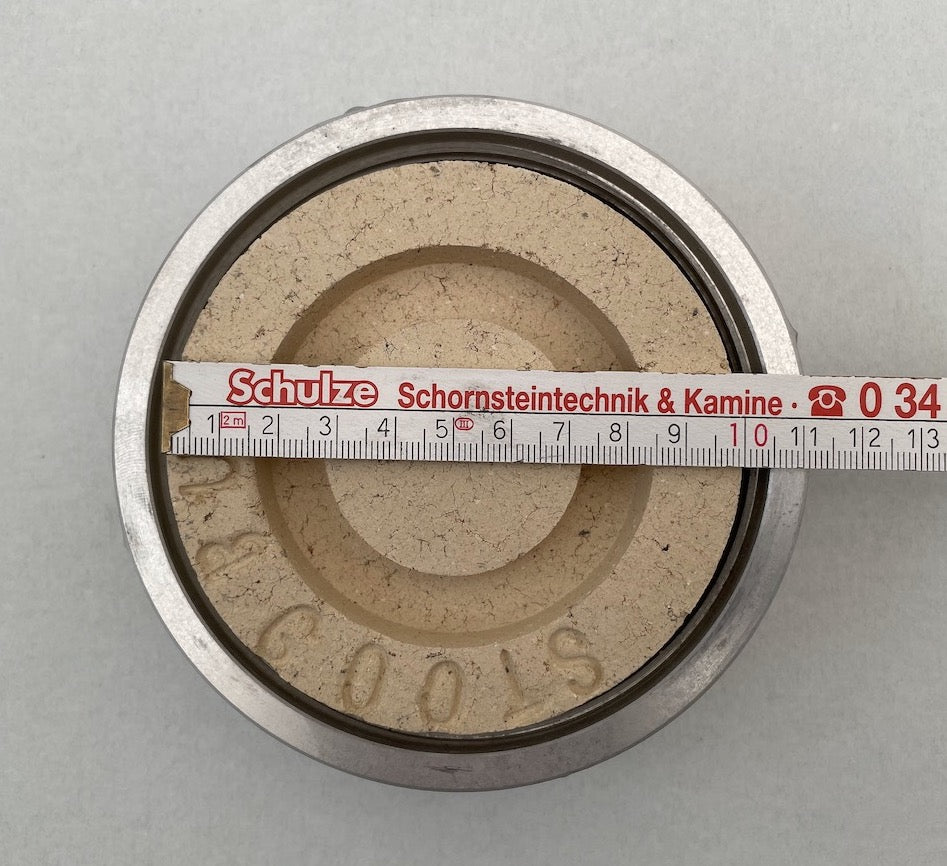 Schulze Schornsteintechnik & Kamine · ☎ 0 34
1 2m 2 3 4 5 III 6 7 8 9 10 11 12 13